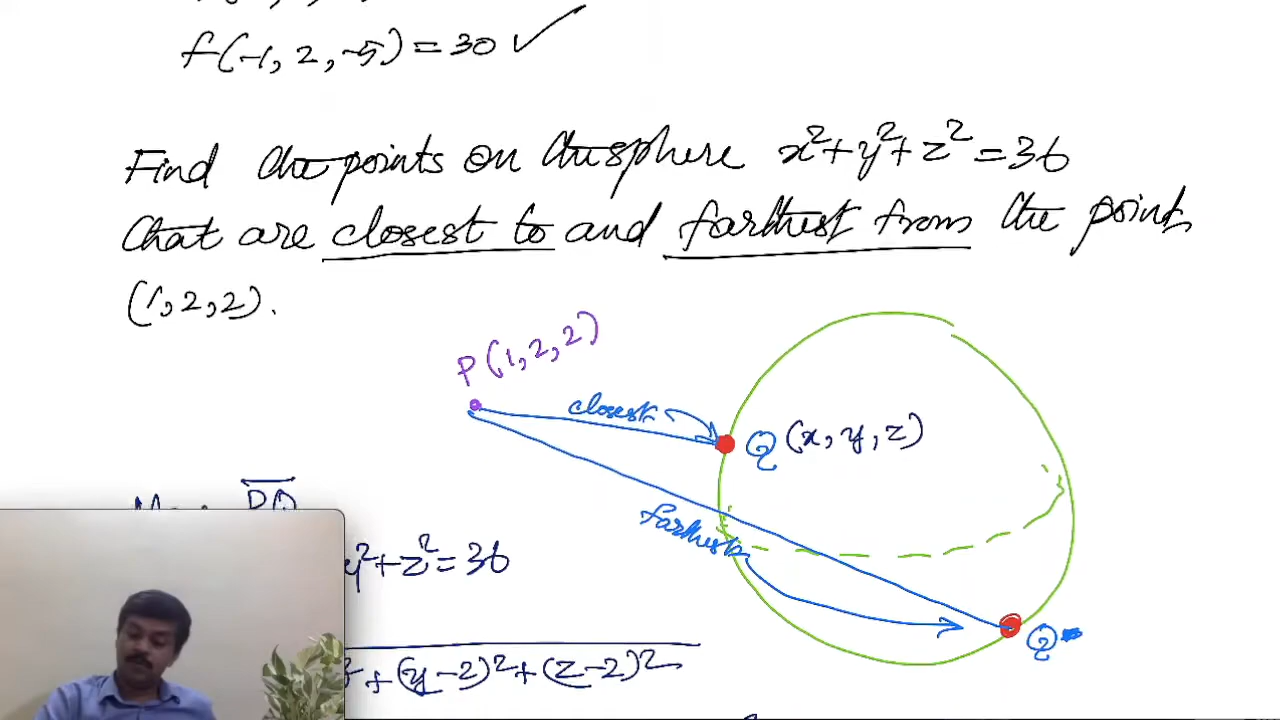 f(-1, 2, -5) = 30 ✓
Find the points on the sphere x²+y²+z²=36
that are closest to and farthest from the point
(1, 2, 2).
P(1, 2, 2)
closest
Q (x, y, z)
farthest
PQ
y²+z²=36
Q
+(y-2)²+(z-2)²